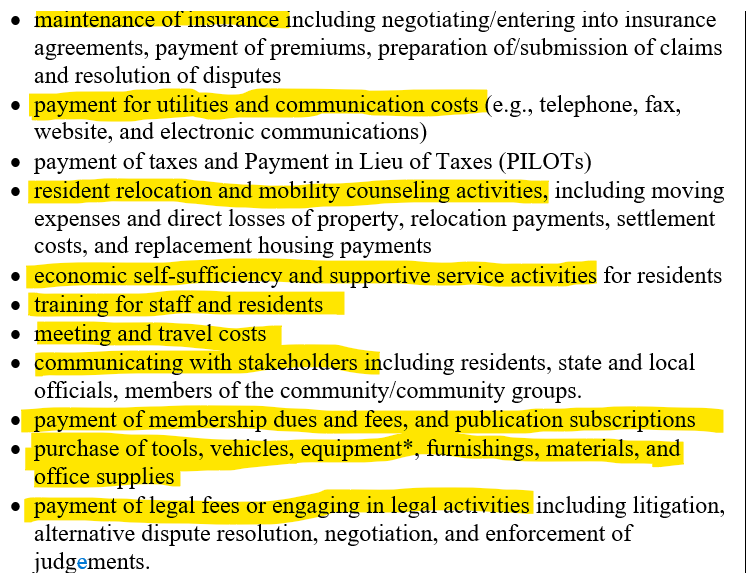 • maintenance of insurance including negotiating/entering into insurance
agreements, payment of premiums, preparation of/submission of claims
and resolution of disputes
• payment for utilities and communication costs (e.g., telephone, fax,
website, and electronic communications)
• payment of taxes and Payment in Lieu of Taxes (PILOTs)
• resident relocation and mobility counseling activities, including moving
expenses and direct losses of property, relocation payments, settlement
costs, and replacement housing payments
• economic self-sufficiency and supportive service activities for residents
• training for staff and residents
• meeting and travel costs
• communicating with stakeholders including residents, state and local
officials, members of the community/community groups.
• payment of membership dues and fees, and publication subscriptions
• purchase of tools, vehicles, equipment*, furnishings, materials, and
office supplies
• payment of legal fees or engaging in legal activities including litigation,
alternative dispute resolution, negotiation, and enforcement of
judgements.